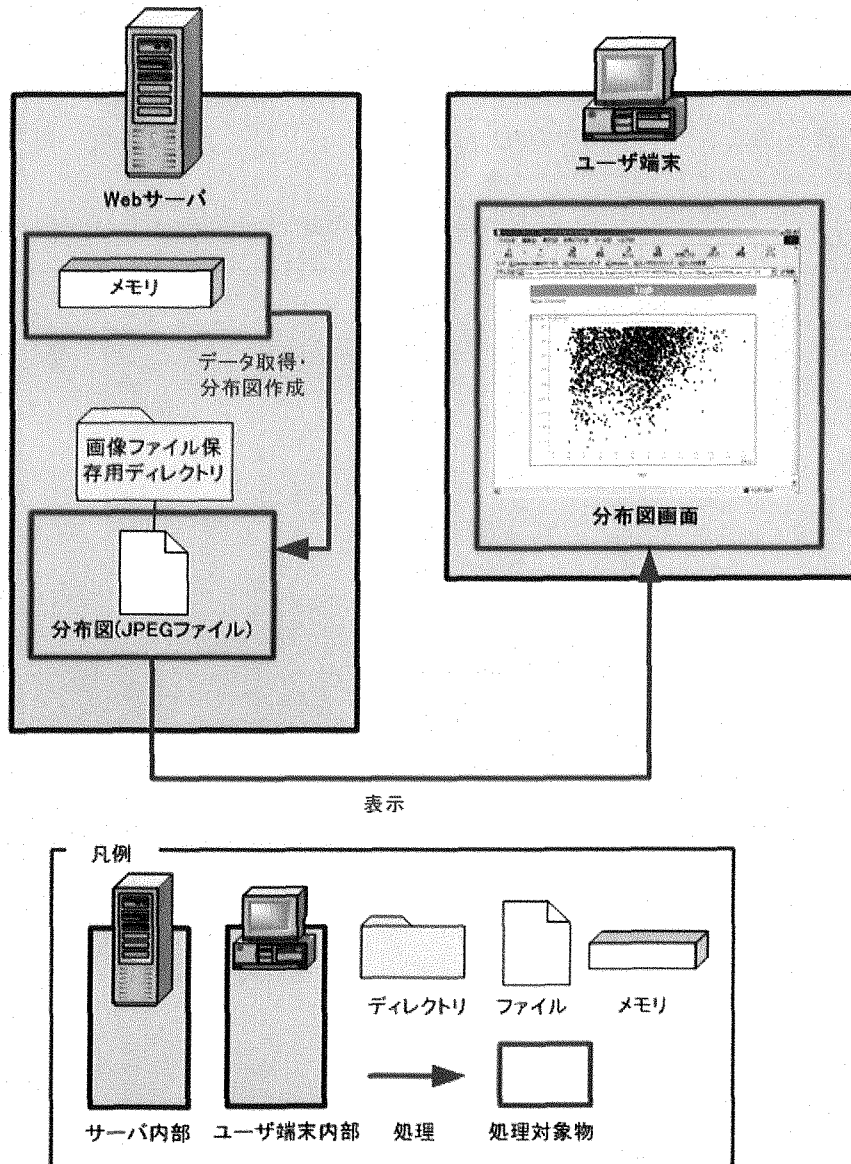 Webサーバ
メモリ
データ取得・
分布図作成
画像ファイル保
存用ディレクトリ
分布図(JPEGファイル)
ユーザ端末
分布図画面
表示
凡例
ディレクトリ
ファイル
メモリ
サーバ内部
ユーザ端末内部
処理
処理対象物